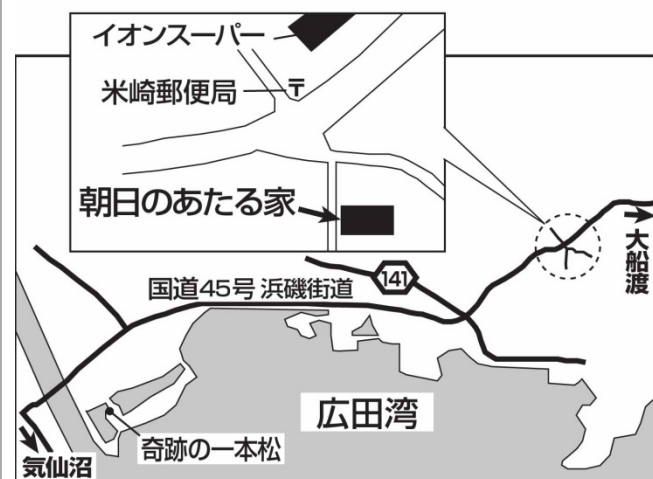 イオンスーパー
米崎郵便局
〒
朝日のあたる家
大船渡
141
国道45号 浜磯街道
広田湾
奇跡の一本松
気仙沼